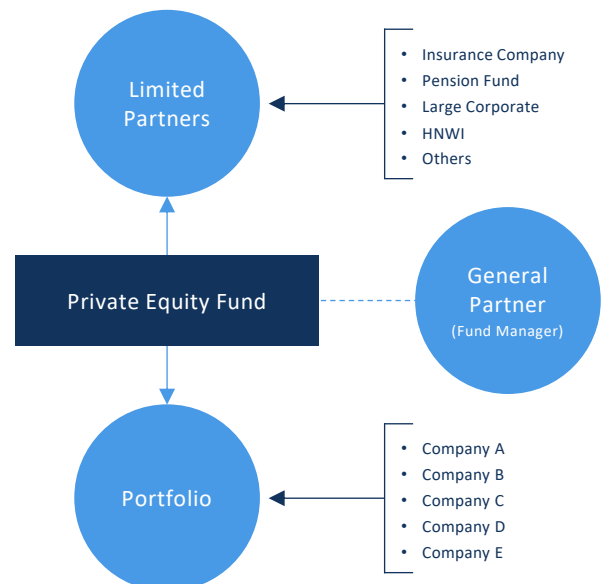 Limited
Partners
• Insurance Company
• Pension Fund
• Large Corporate
• HNWI
• Others
Private Equity Fund
General
Partner
(Fund Manager)
Portfolio
• Company A
• Company B
• Company C
• Company D
• Company E